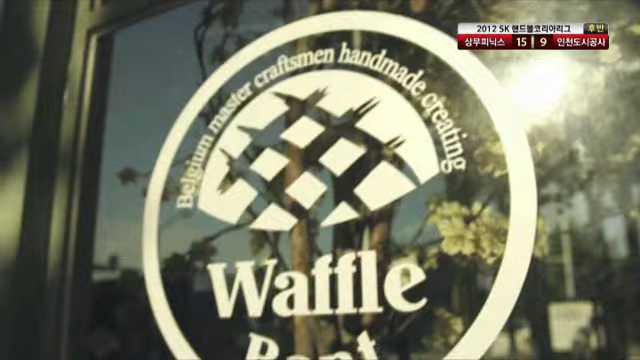 2012 SK 핸드볼코리아리그 후반
상무피닉스 15 9 인천도시공사
Belgium master craftsmen handmade creating
Waffle
Bant